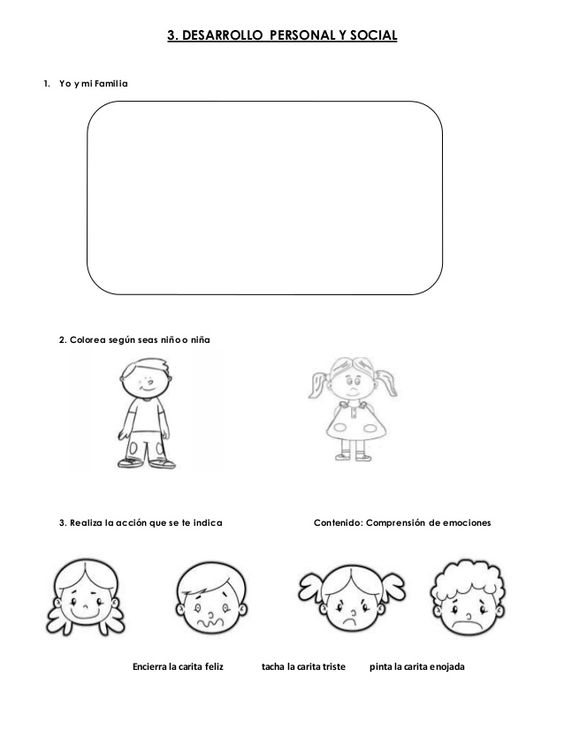 3. DESARROLLO PERSONAL Y SOCIAL
1. Yo y mi Familia
2. Colorea según seas niño o niña
3. Realiza la acción que se te indica Contenido: Comprensión de emociones
Encierra la carita feliz tacha la carita triste pinta la carita enojada